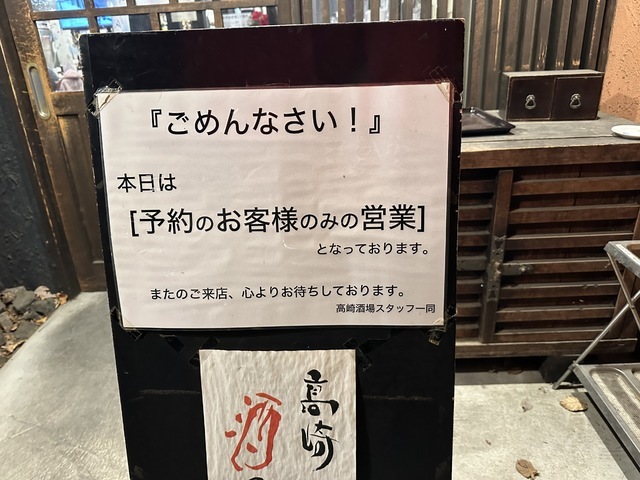 『ごめんなさい！』
本日は
[予約のお客様のみの営業]
となっております。
またのご来店、心よりお待ちしております。
高崎酒場スタッフ一同
高崎
酒